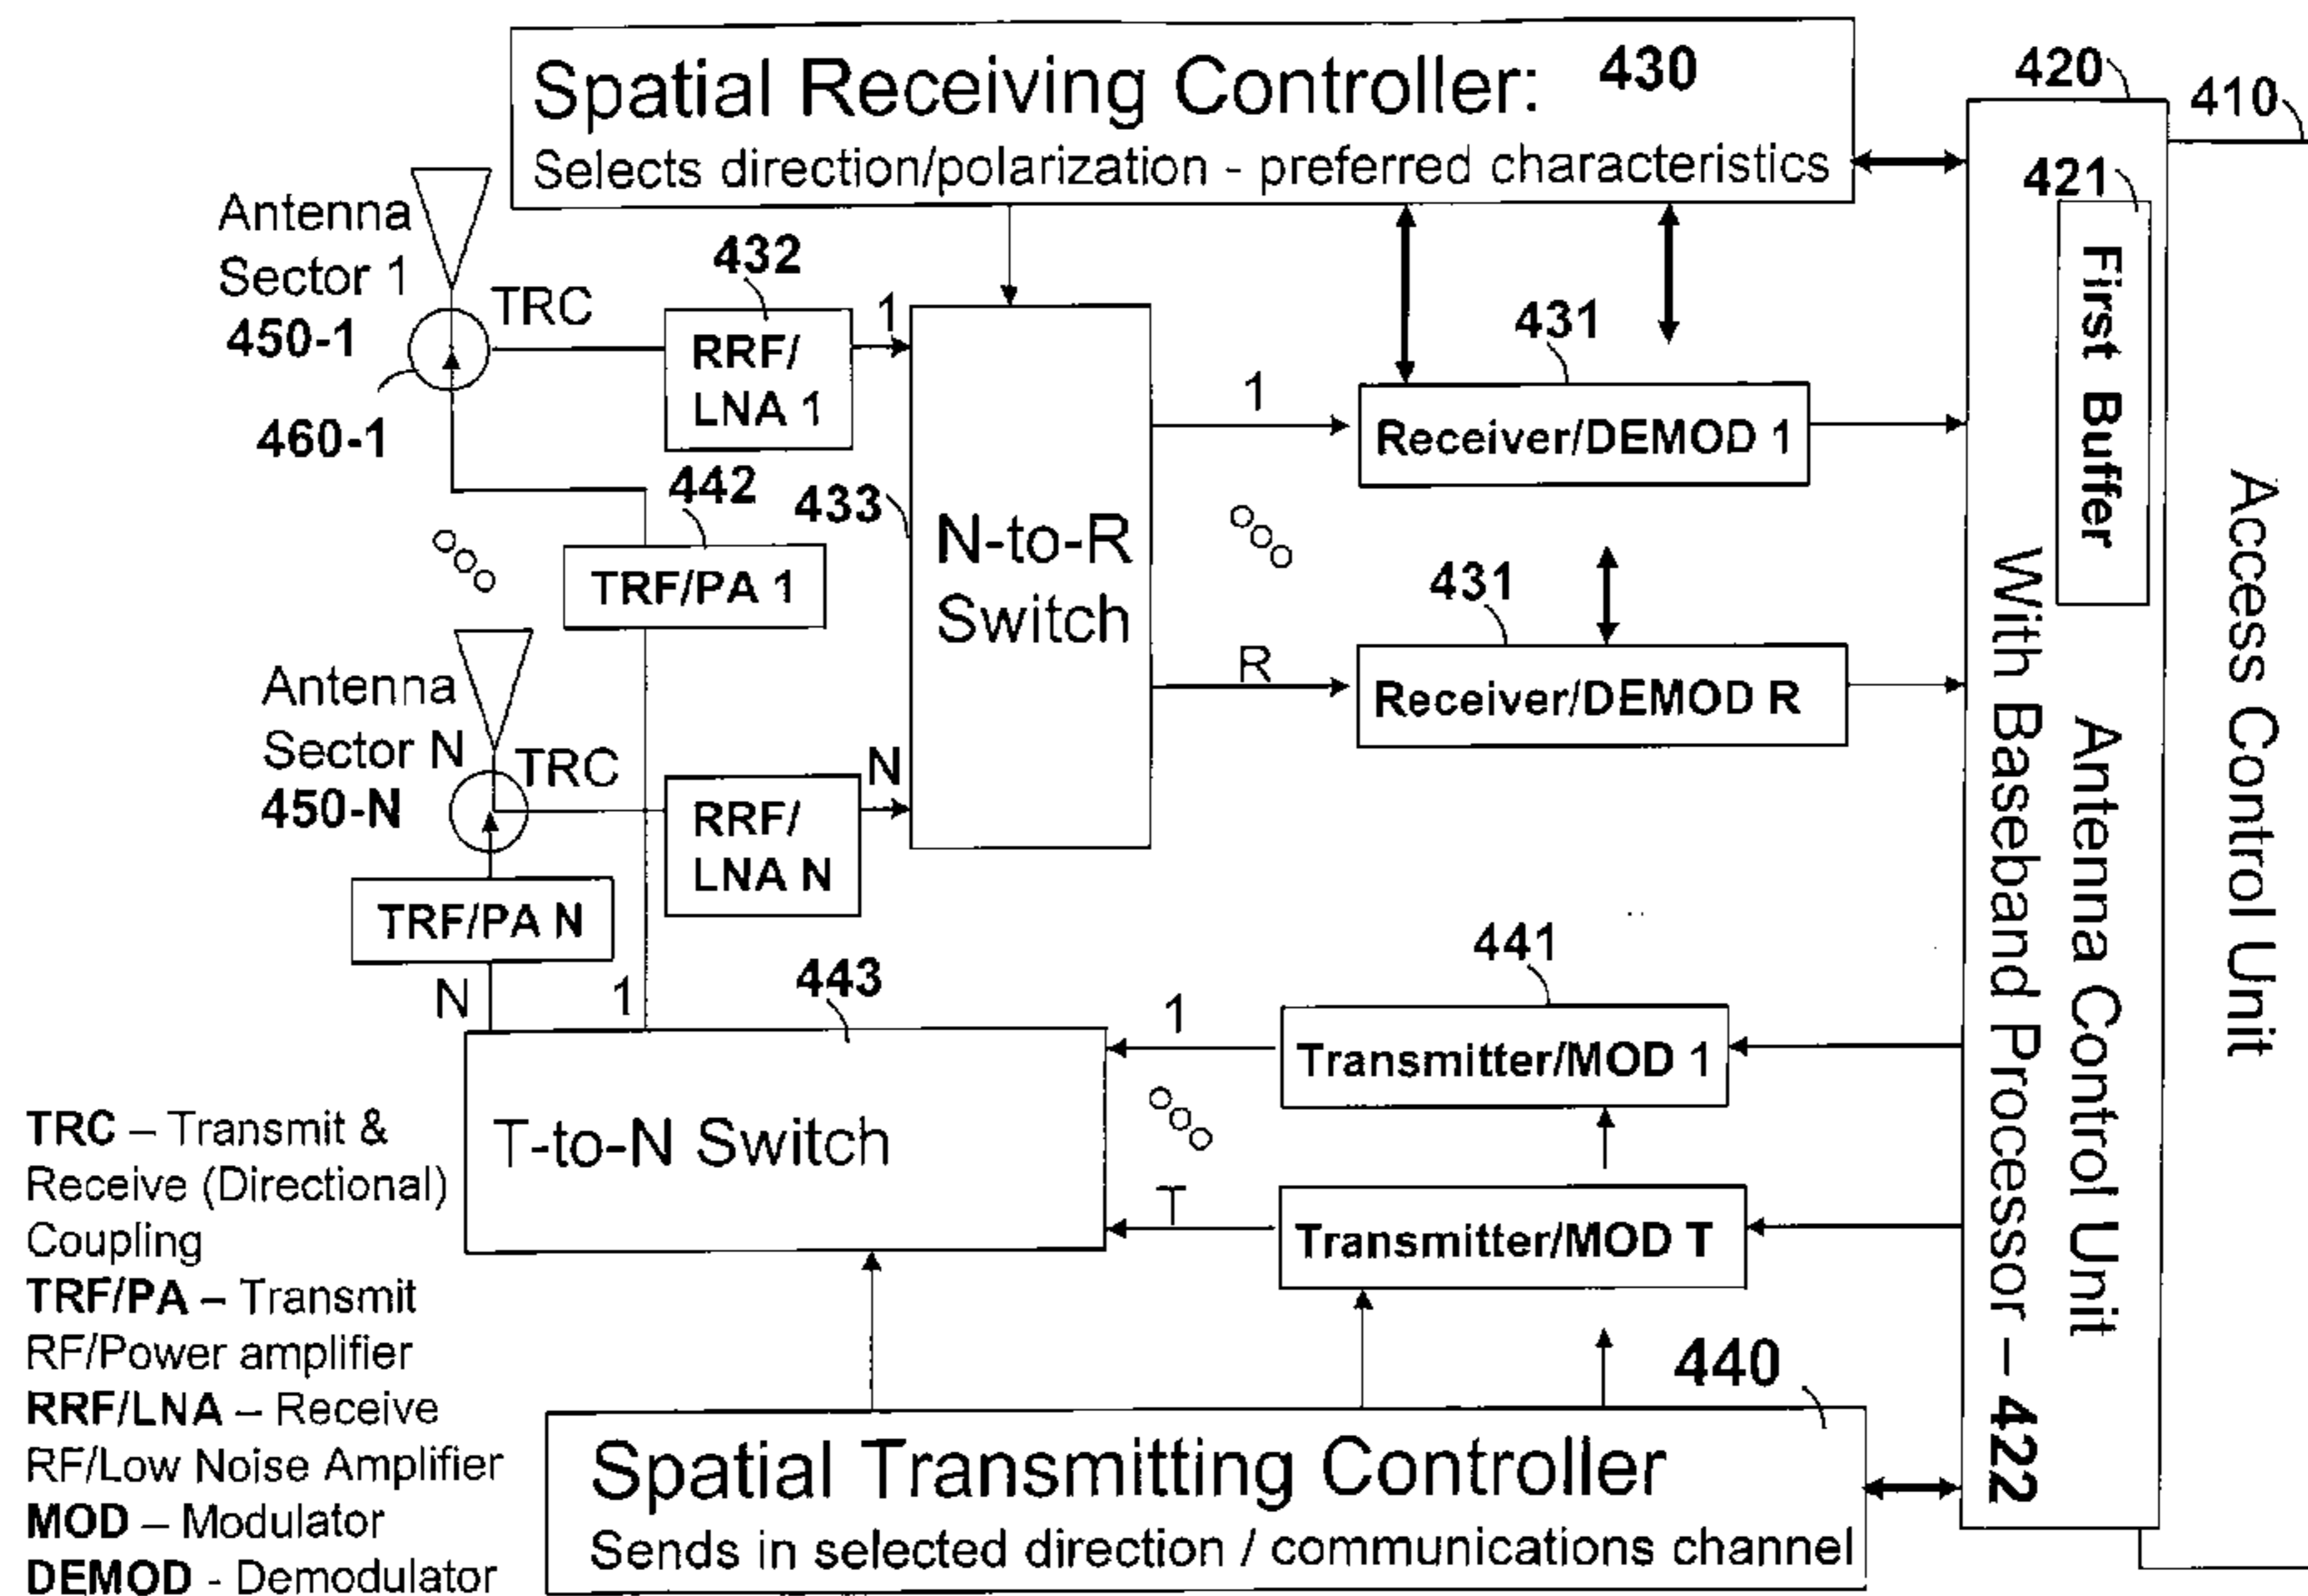 Spatial Receiving Controller: 430
Selects direction/polarization - preferred characteristics
420
410
421
First Buffer
Antenna Control Unit
With Baseband Processor – 422
Access Control Unit
Antenna
Sector 1
450-1
460-1
TRC
432
RRF/
LNA 1
1
442
TRF/PA 1
433
N-to-R
Switch
1
431
Receiver/DEMOD 1
R
431
Receiver/DEMOD R
Antenna
Sector N
450-N
TRC
RRF/
LNA N
N
TRF/PA N
N
1
443
T-to-N Switch
1
441
Transmitter/MOD 1
T
Transmitter/MOD T
440
Spatial Transmitting Controller
Sends in selected direction / communications channel
TRC – Transmit &
Receive (Directional)
Coupling
TRF/PA – Transmit
RF/Power amplifier
RRF/LNA – Receive
RF/Low Noise Amplifier
MOD – Modulator
DEMOD - Demodulator